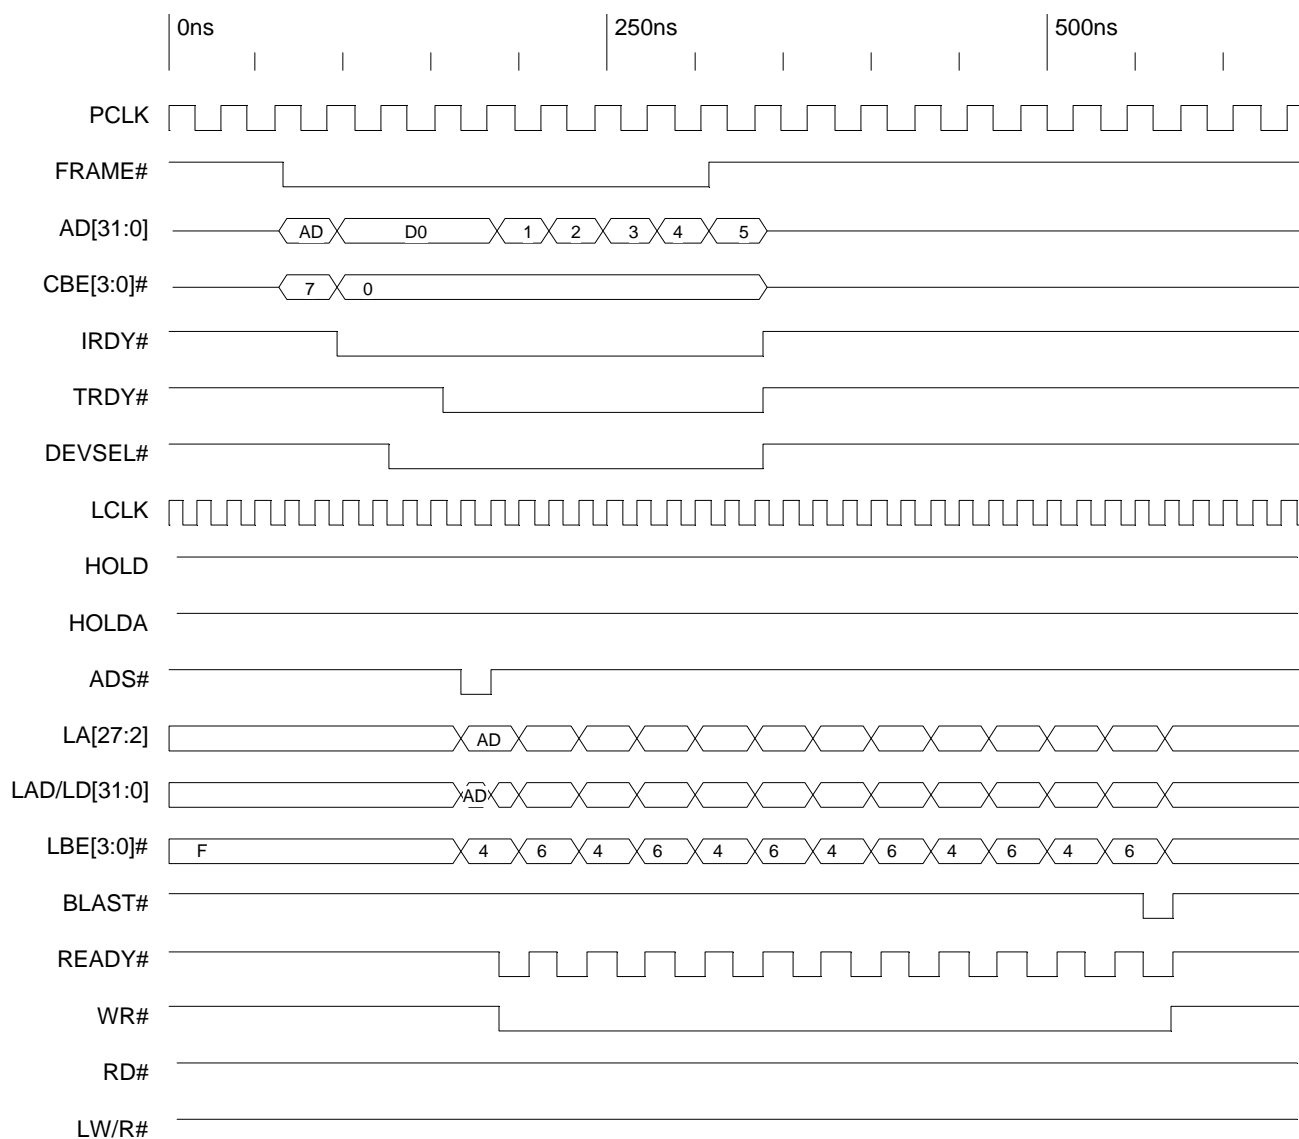 0ns 250ns 500ns
PCLK
FRAME#
AD[31:0] AD D0 1 2 3 4 5
CBE[3:0]# 7 0
IRDY#
TRDY#
DEVSEL#
LCLK
HOLD
HOLDA
ADS#
LA[27:2] AD
LAD/LD[31:0] AD
LBE[3:0]# F 4 6 4 6 4 6 4 6 4 6 4 6
BLAST#
READY#
WR#
RD#
LW/R#